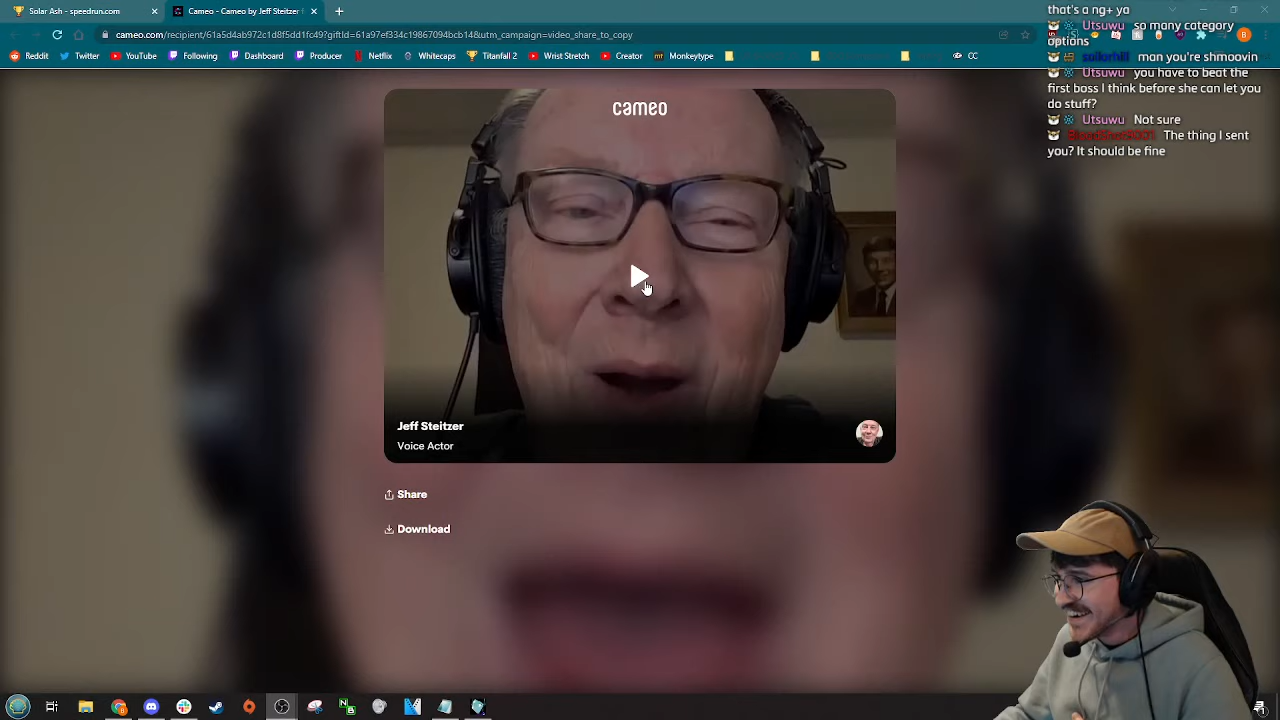 Solar Ash - speedrun.com
Cameo - Cameo by Jeff Steitzer
cameo.com/recipient/61a5d4ab972c1d8f5dd1fc49?giftId=61a7ef334c19867094bcb14&utm_campaign=video_share_to_copy
Reddit Twitter YouTube Following Dashboard Producer Netflix Whitecaps Titanfall 2 Wrist Stretch Creator Monkeytype CC
that's a ng+ ya
Utsuwu so many category
options
man you're shmoovin
Utsuwu you have to beat the
first boss I think before she can let you
do stuff?
Utsuwu Not sure
The thing I sent
you? It should be fine
cameo
Jeff Steitzer
Voice Actor
Share
Download